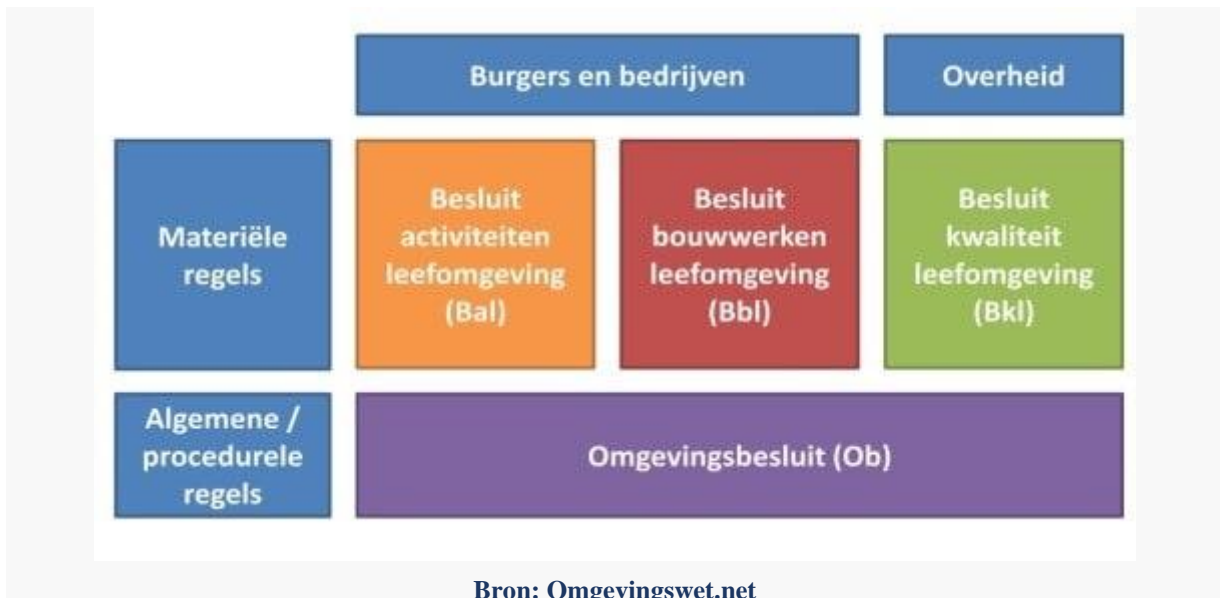 Burgers en bedrijven
Overheid
Materiële
regels
Besluit
activiteiten
leefomgeving
(Bal)
Besluit
bouwwerken
leefomgeving
(Bbl)
Besluit
kwaliteit
leefomgeving
(Bkl)
Algemene /
procedurele
regels
Omgevingsbesluit (Ob)
Bron: Omgevingswet.net